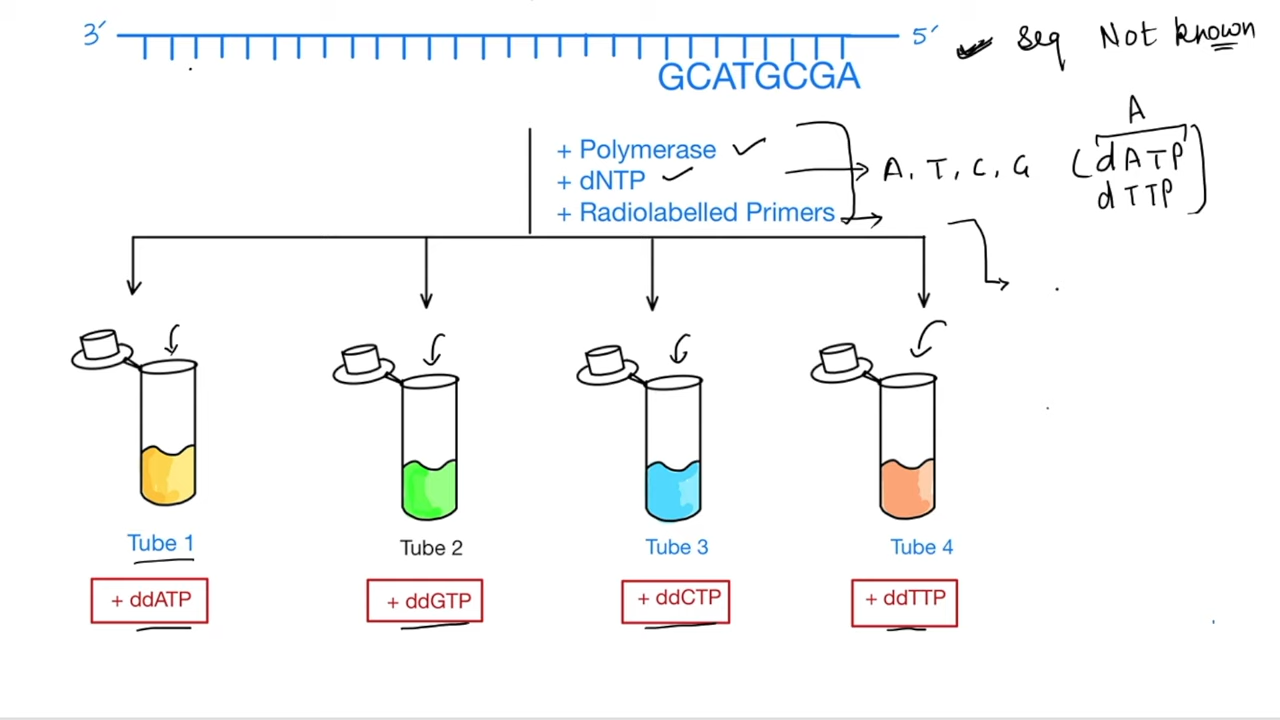 3′ 5′ seq Not known
GCATGCGA
A
+ Polymerase
+ dNTP A, T, C, G (dATP
+ Radiolabelled Primers dTTP)
Tube 1 Tube 2 Tube 3 Tube 4
+ ddATP + ddGTP + ddCTP + ddTTP